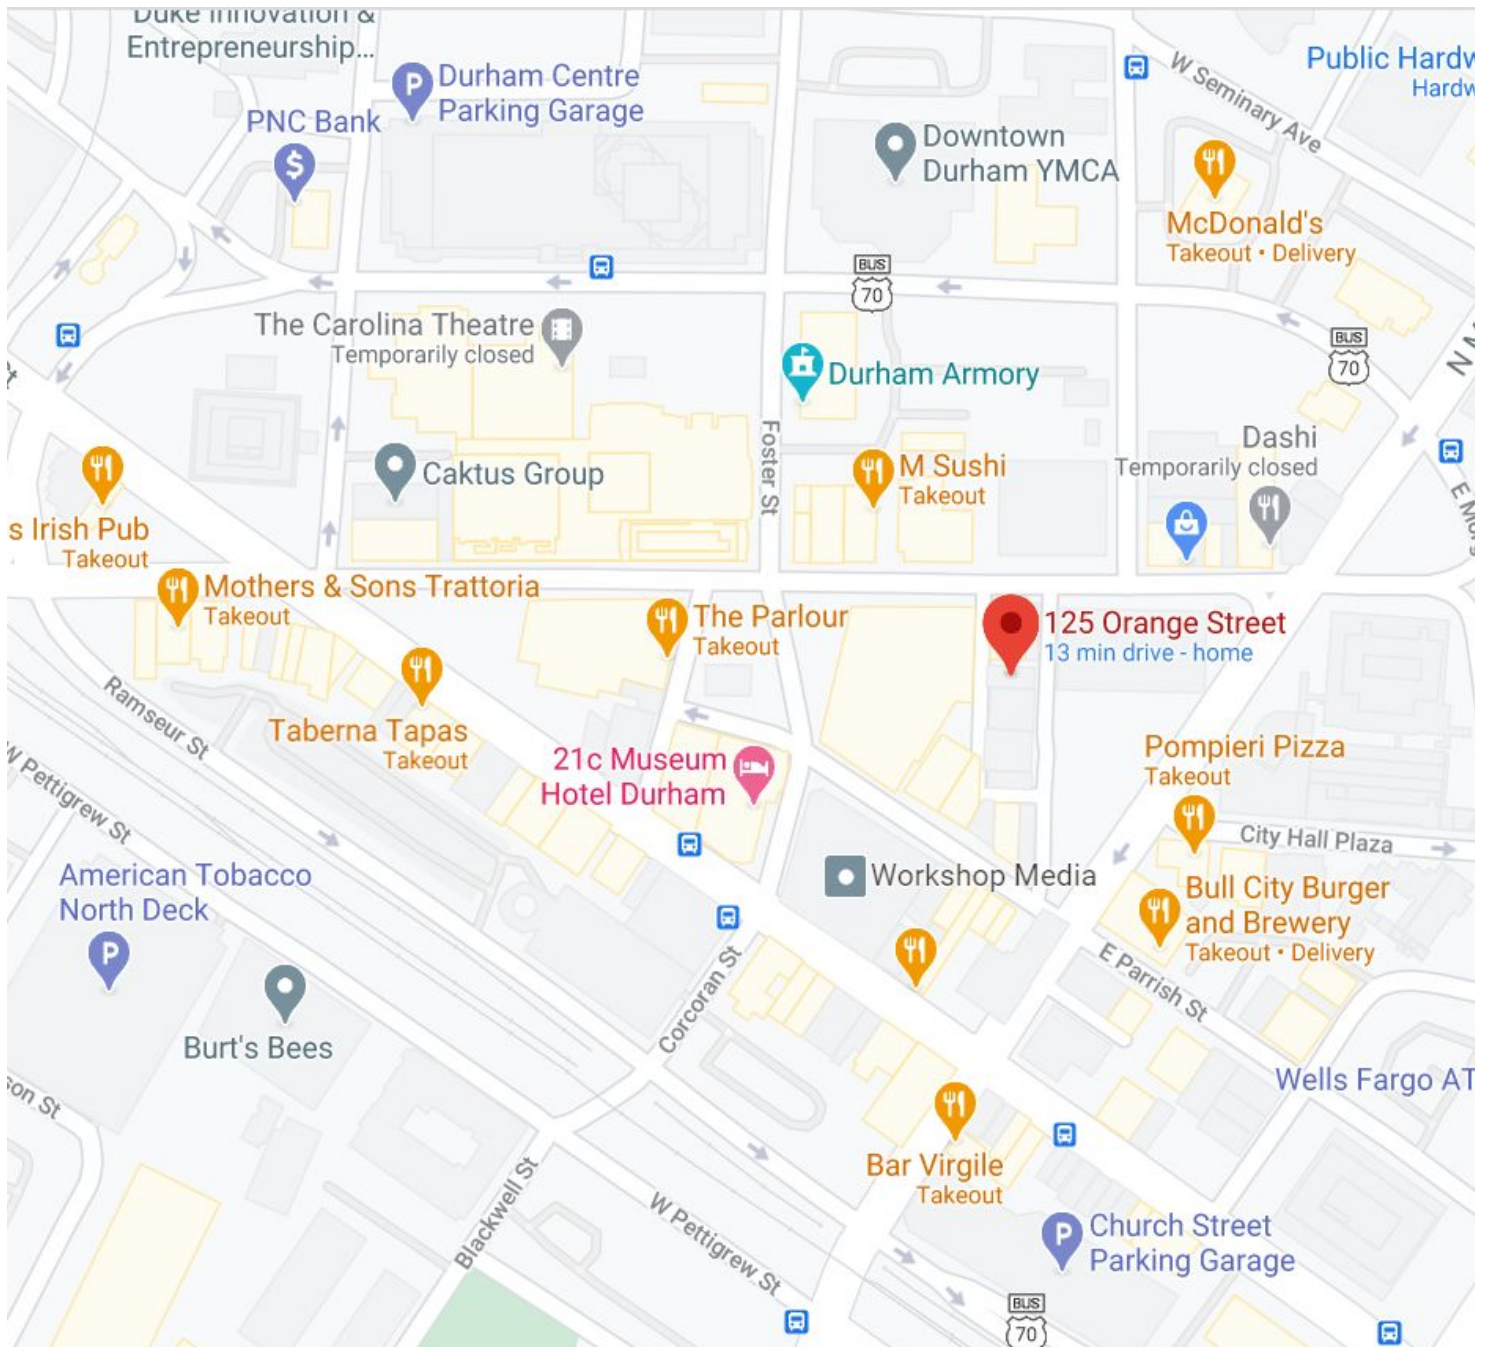 Duke Innovation &
Entrepreneurship...
Durham Centre
Parking Garage
PNC Bank
Downtown
Durham YMCA
W Seminary Ave
Public Hardw
Hardw
McDonald's
Takeout • Delivery
BUS
70
BUS
70
The Carolina Theatre
Temporarily closed
Durham Armory
Foster St
Caktus Group
M Sushi
Takeout
Dashi
Temporarily closed
s Irish Pub
Takeout
Mothers & Sons Trattoria
Takeout
The Parlour
Takeout
125 Orange Street
13 min drive - home
Ramseur St
Taberna Tapas
Takeout
21c Museum
Hotel Durham
Pompieri Pizza
Takeout
City Hall Plaza
W Pettigrew St
American Tobacco
North Deck
Workshop Media
Bull City Burger
and Brewery
Takeout • Delivery
E Parrish St
Corcoran St
Burt's Bees
Wells Fargo AT
son St
Bar Virgile
Takeout
Blackwell St
W Pettigrew St
Church Street
Parking Garage
BUS
70